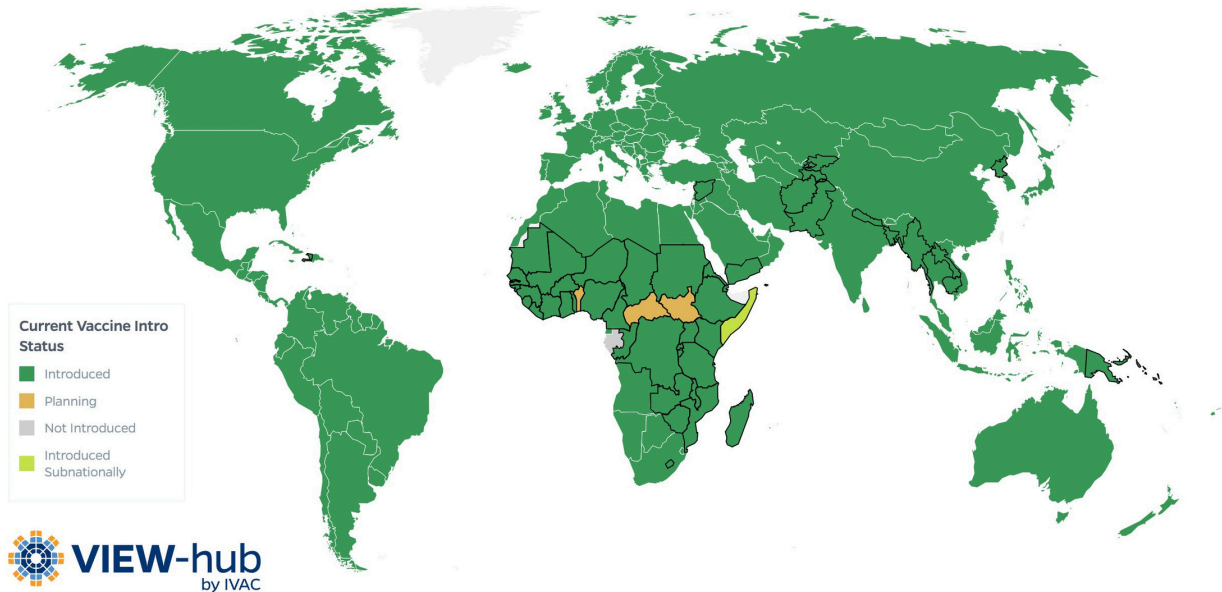 Current Vaccine Intro
Status
Introduced
Planning
Not Introduced
Introduced
Subnationally
VIEW-hub
by IVAC